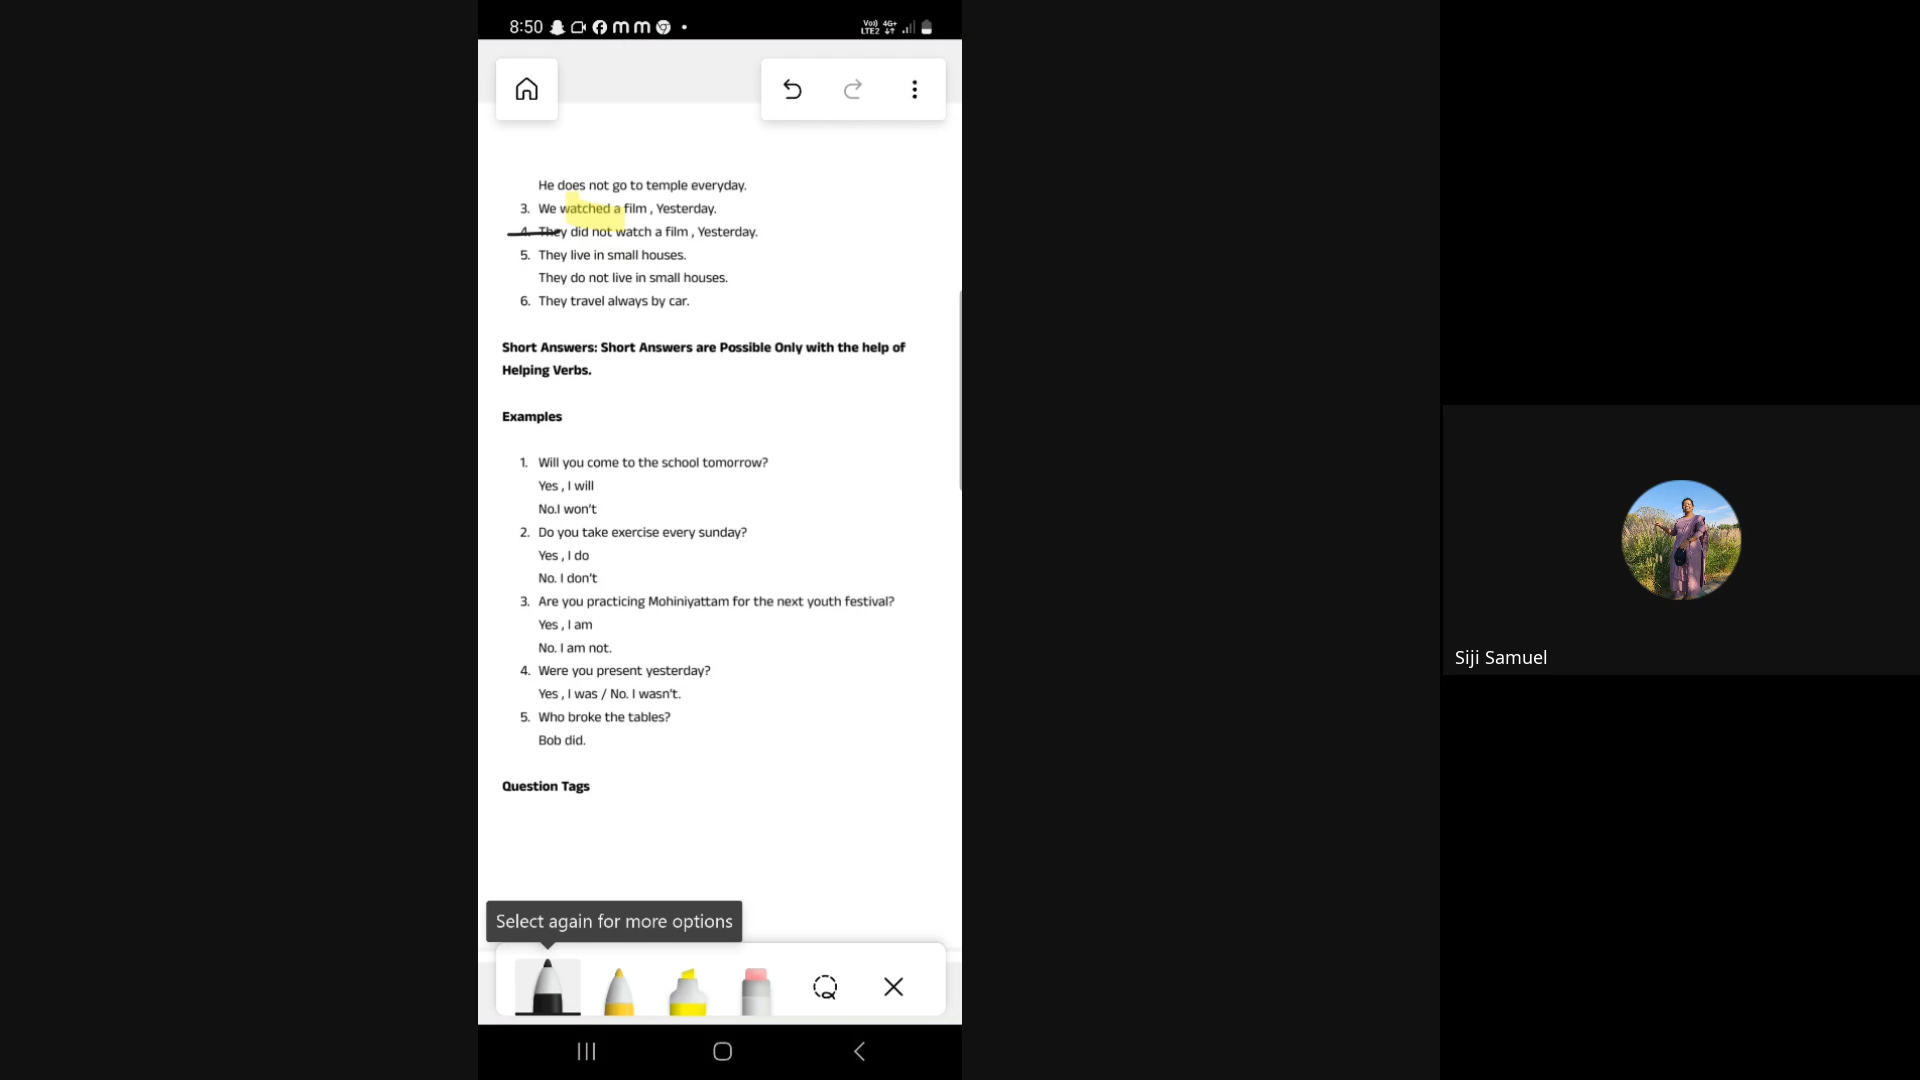 8:50
Vo)) 4G+
LTE2
He does not go to temple everyday.
3. We watched a film , Yesterday.
4. They did not watch a film , Yesterday.
5. They live in small houses.
They do not live in small houses.
6. They travel always by car.
Short Answers: Short Answers are Possible Only with the help of
Helping Verbs.
Examples
1. Will you come to the school tomorrow?
Yes , I will
No.I won't
2. Do you take exercise every sunday?
Yes , I do
No. I don't
3. Are you practicing Mohiniyattam for the next youth festival?
Yes , I am
No. I am not.
4. Were you present yesterday?
Yes , I was / No. I wasn't.
5. Who broke the tables?
Bob did.
Question Tags
Select again for more options
Siji Samuel